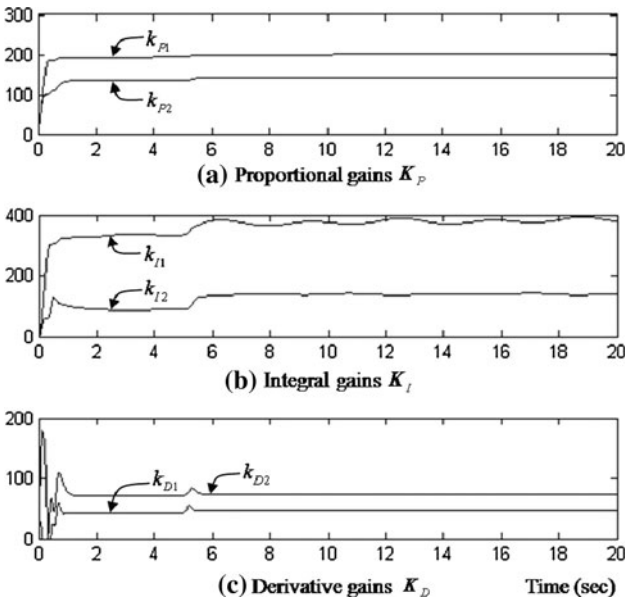 300
200
100
0
k_P1
k_P2
0 2 4 6 8 10 12 14 16 18 20
(a) Proportional gains K_P
400
200
0
k_I1
k_I2
0 2 4 6 8 10 12 14 16 18 20
(b) Integral gains K_I
200
100
0
k_D1
k_D2
0 2 4 6 8 10 12 14 16 18 20
(c) Derivative gains K_D Time (sec)